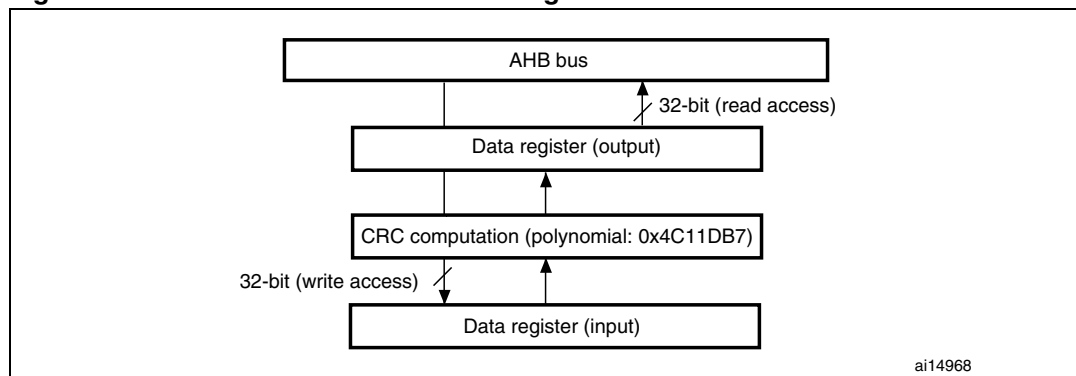 AHB bus
32-bit (read access)
Data register (output)
CRC computation (polynomial: 0x4C11DB7)
32-bit (write access)
Data register (input)
ai14968